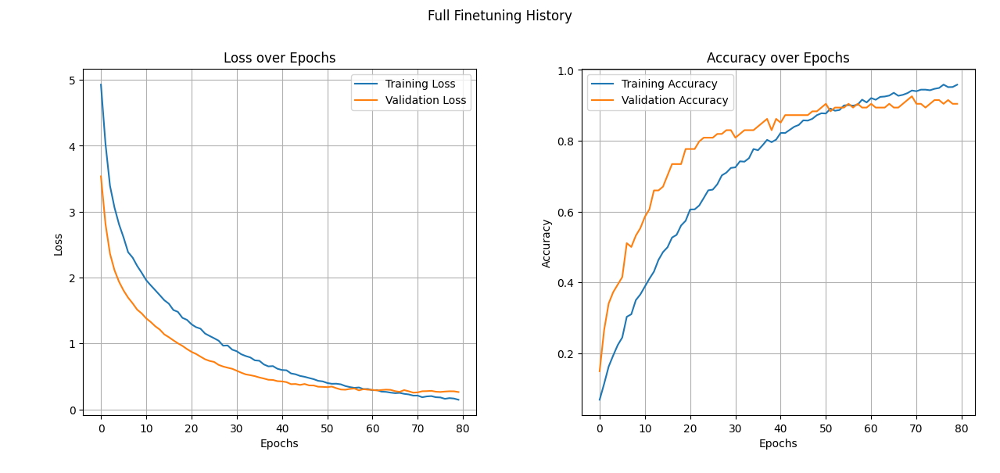 Full Finetuning History
Loss over Epochs
Training Loss
Validation Loss
5
4
3
2
1
0
Loss
0 10 20 30 40 50 60 70 80
Epochs
Accuracy over Epochs
Training Accuracy
Validation Accuracy
1.0
0.8
0.6
0.4
0.2
Accuracy
0 10 20 30 40 50 60 70 80
Epochs